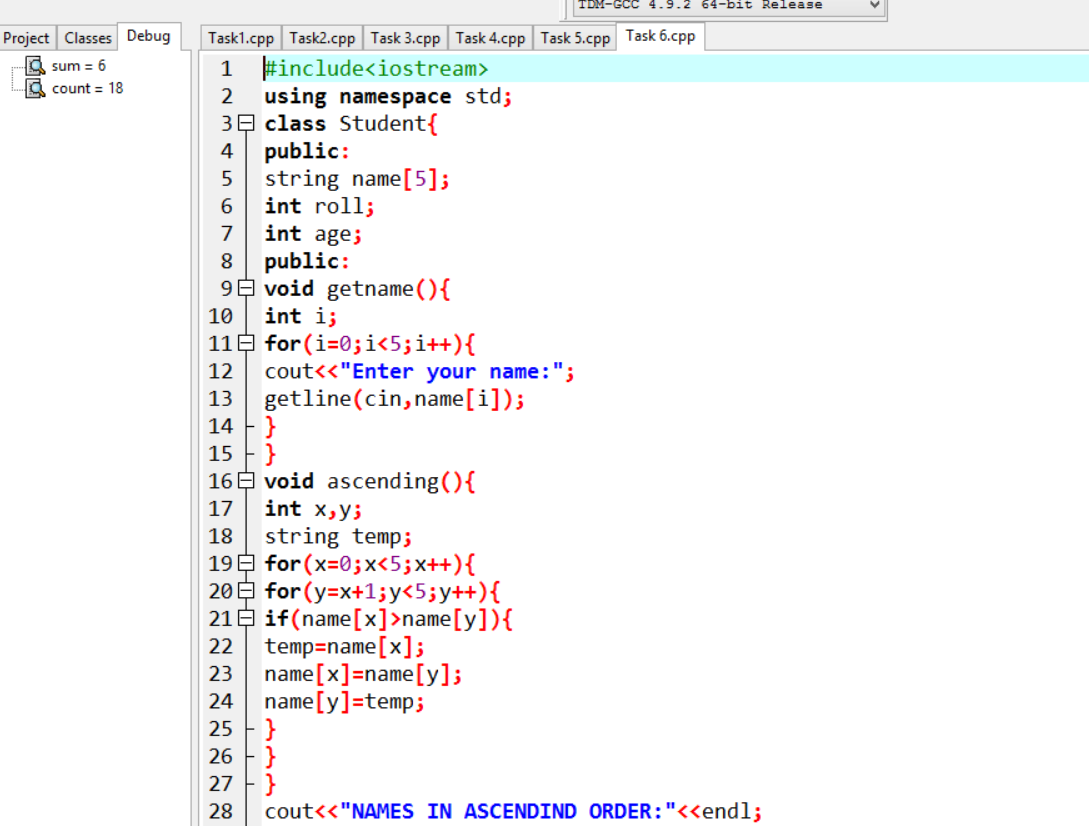 TDM-GCC 4.9.2 64-bit Release
Project Classes Debug Task1.cpp Task2.cpp Task 3.cpp Task 4.cpp Task 5.cpp Task 6.cpp
sum = 6
count = 18
1 #include<iostream>
2 using namespace std;
3 class Student{
4 public:
5 string name[5];
6 int roll;
7 int age;
8 public:
9 void getname(){
10 int i;
11 for(i=0;i<5;i++){
12 cout<<"Enter your name:";
13 getline(cin,name[i]);
14 }
15 }
16 void ascending(){
17 int x,y;
18 string temp;
19 for(x=0;x<5;x++){
20 for(y=x+1;y<5;y++){
21 if(name[x]>name[y]){
22 temp=name[x];
23 name[x]=name[y];
24 name[y]=temp;
25 }
26 }
27 }
28 cout<<"NAMES IN ASCENDIND ORDER:"<<endl;